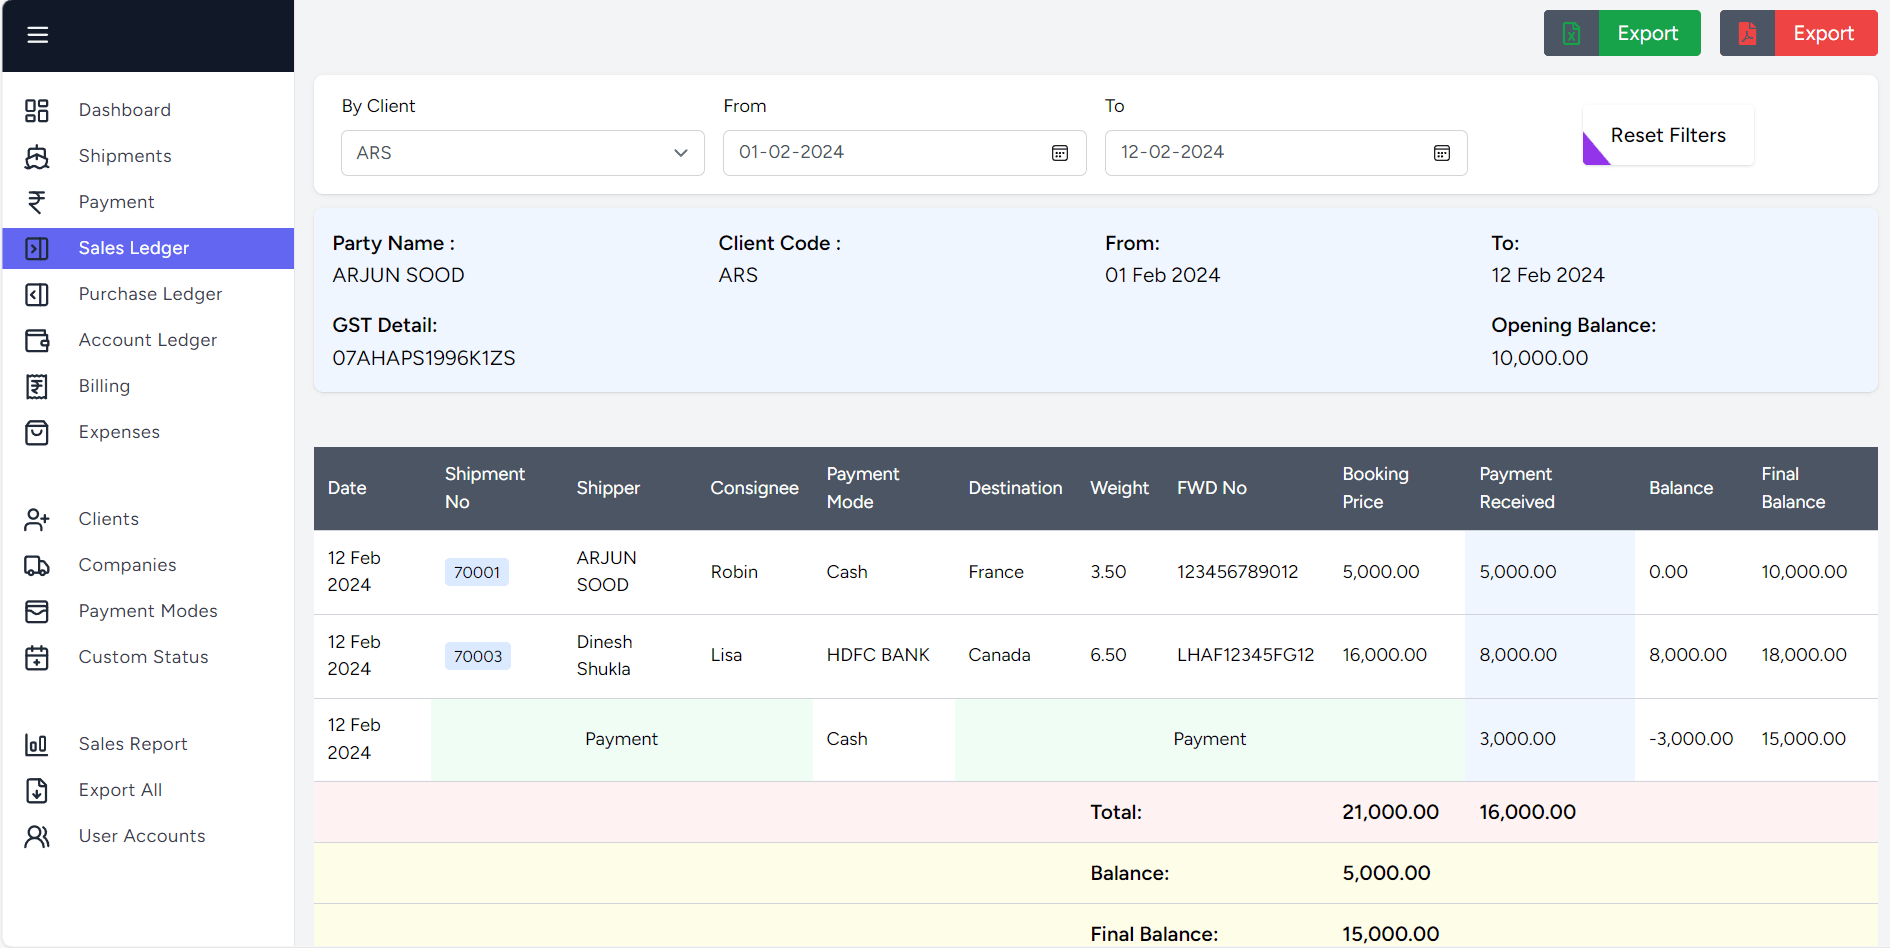 Export
Export
Dashboard
Shipments
Payment
Sales Ledger
Purchase Ledger
Account Ledger
Billing
Expenses
Clients
Companies
Payment Modes
Custom Status
Sales Report
Export All
User Accounts
By Client
From
To
ARS
01-02-2024
12-02-2024
Reset Filters
Party Name :
ARJUN SOOD
Client Code :
ARS
From:
01 Feb 2024
To:
12 Feb 2024
GST Detail:
07AHAPS1996K1ZS
Opening Balance:
10,000.00
Date
Shipment
No
Shipper
Consignee
Payment
Mode
Destination
Weight
FWD No
Booking
Price
Payment
Received
Balance
Final
Balance
12 Feb
2024
70001
ARJUN
SOOD
Robin
Cash
France
3.50
123456789012
5,000.00
5,000.00
0.00
10,000.00
12 Feb
2024
70003
Dinesh
Shukla
Lisa
HDFC BANK
Canada
6.50
LHAF12345FG12
16,000.00
8,000.00
8,000.00
18,000.00
12 Feb
2024
Payment
Cash
Payment
3,000.00
-3,000.00
15,000.00
Total:
21,000.00
16,000.00
Balance:
5,000.00
Final Balance:
15,000.00